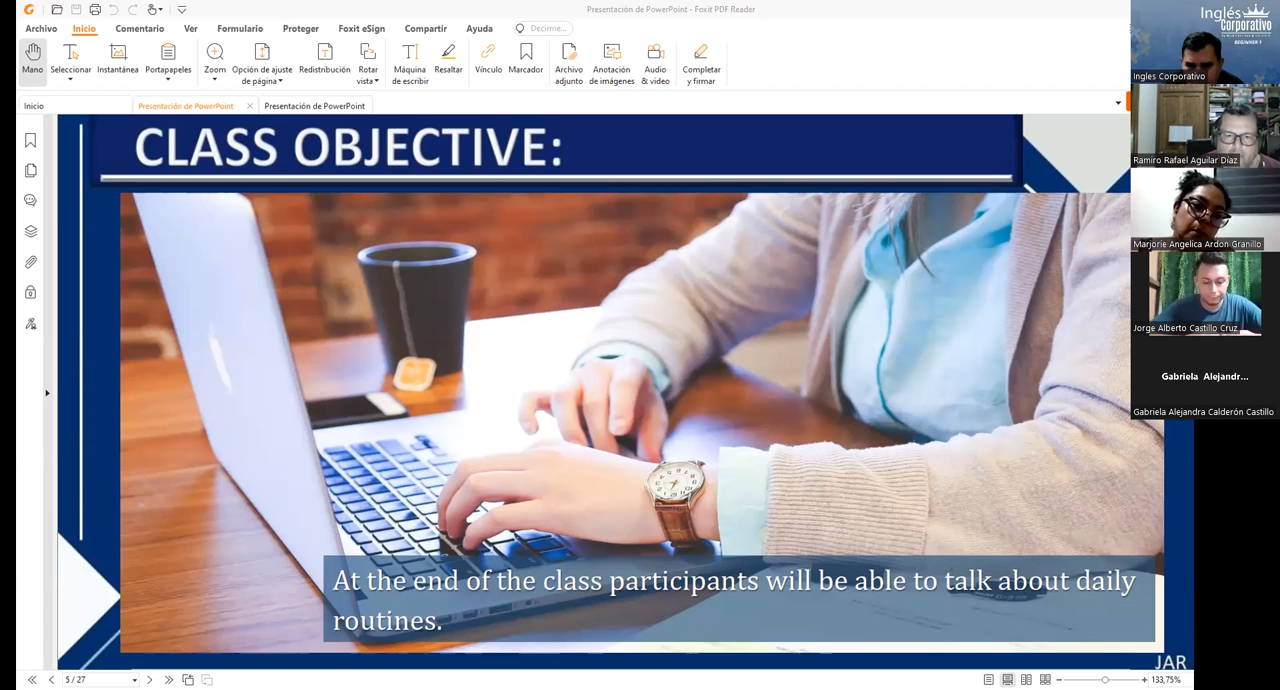 Presentación de PowerPoint - Foxit PDF Reader
Archivo Inicio Comentario Ver Formulario Proteger Foxit eSign Compartir Ayuda Decirme...
Mano Seleccionar Instantánea Portapapeles Zoom Opción de ajuste de página Redistribución Rotar vista Máquina de escribir Resaltar Vínculo Marcador Archivo adjunto Anotación de imágenes Audio & video Completar y firmar
Inicio Presentación de PowerPoint Presentación de PowerPoint
CLASS OBJECTIVE:
At the end of the class participants will be able to talk about daily
routines.
JAR
5 / 27
133,75%
Inglés
Corporativo
BEGINNER 1
Ingles Corporativo
Ramiro Rafael Aguilar Díaz
Marjorie Angelica Ardon Granillo
Jorge Alberto Castillo Cruz
Gabriela Alejandr...
Gabriela Alejandra Calderón Castillo